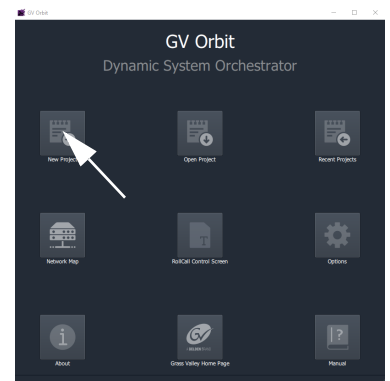 GV Orbit
GV Orbit
Dynamic System Orchestrator
New Project
Open Project
Recent Projects
Network Map
RollCall Control Screen
Options
About
Grass Valley Home Page
Manual